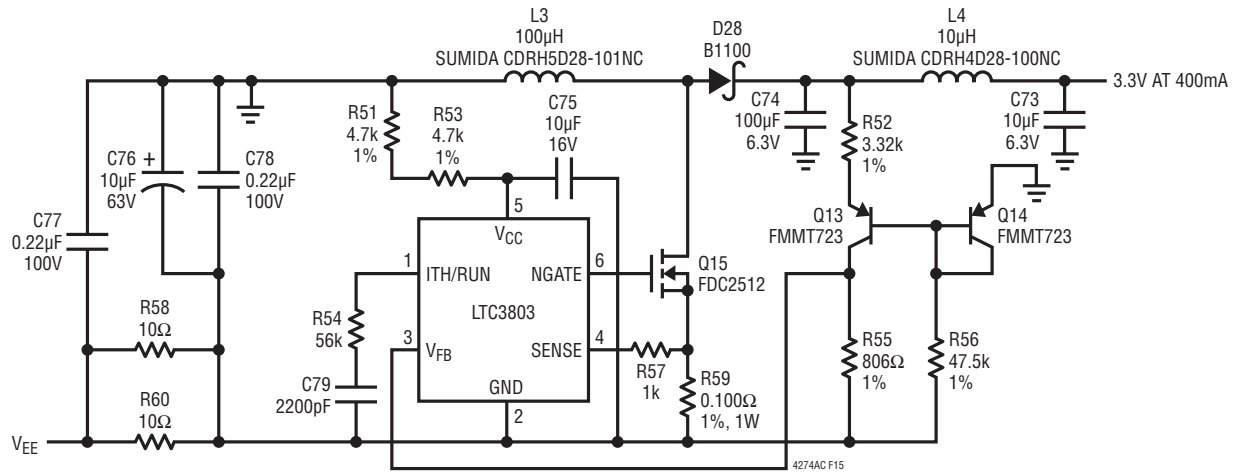 L3
100µH
SUMIDA CDRH5D28-101NC
D28
B1100
L4
10µH
SUMIDA CDRH4D28-100NC
3.3V AT 400mA
R51
4.7k
1%
R53
4.7k
1%
C75
10µF
16V
C74
100µF
6.3V
R52
3.32k
1%
C73
10µF
6.3V
C76
+
10µF
63V
C78
0.22µF
100V
C77
0.22µF
100V
5
VCC
1
ITH/RUN
NGATE
6
LTC3803
3
VFB
SENSE
4
GND
2
Q15
FDC2512
Q13
FMMT723
Q14
FMMT723
R58
10Ω
R54
56k
R57
1k
R55
806Ω
1%
R56
47.5k
1%
C79
2200pF
R59
0.100Ω
1%, 1W
R60
10Ω
VEE
4274AC F15